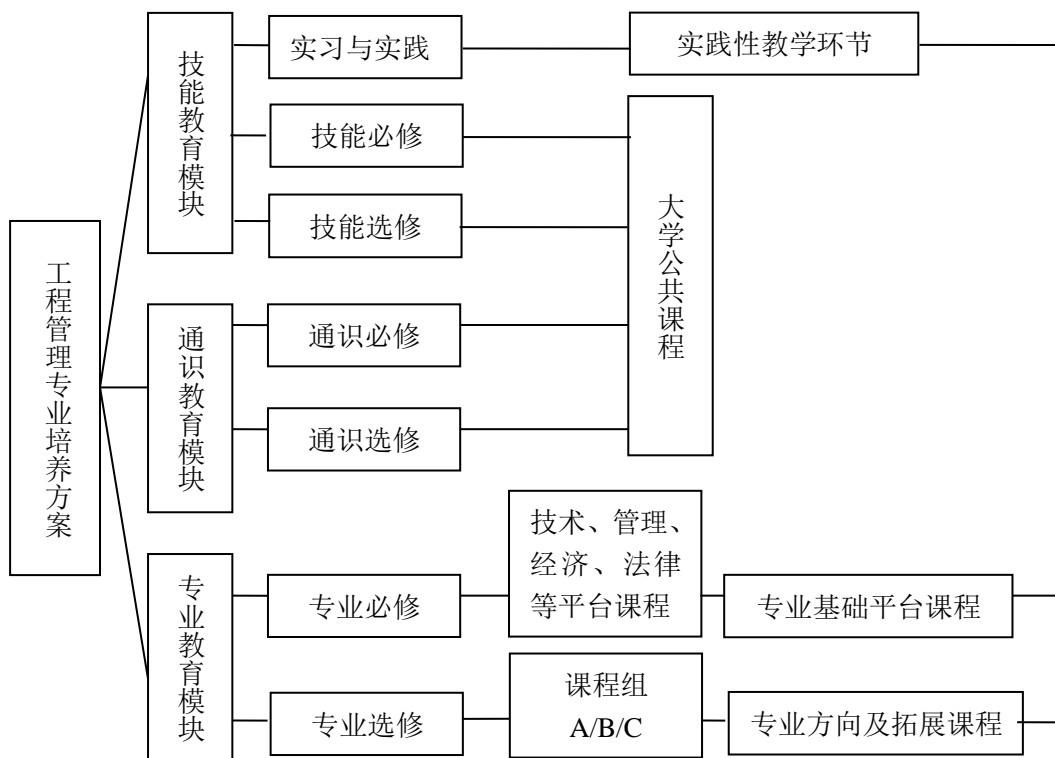 工程管理专业培养方案
技能教育模块
实习与实践
实践性教学环节
技能必修
技能选修
大学公共课程
通识教育模块
通识必修
通识选修
专业教育模块
专业必修
技术、管理、
经济、法律
等平台课程
专业基础平台课程
专业选修
课程组
A/B/C
专业方向及拓展课程